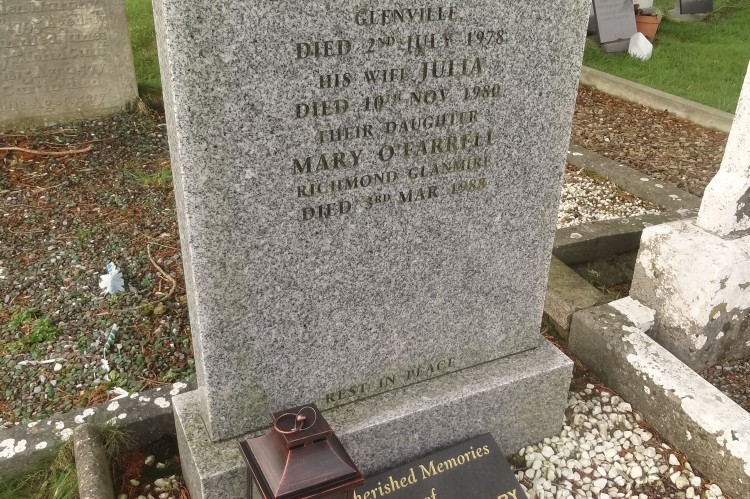 GLENVILLE
DIED 2ND JULY 1978
HIS WIFE JULIA
DIED 10TH NOV 1980
THEIR DAUGHTER
MARY O'FARRELL
RICHMOND GLANMIRE
DIED 3RD MAR 1988
REST IN PEACE
Cherished Memories
of